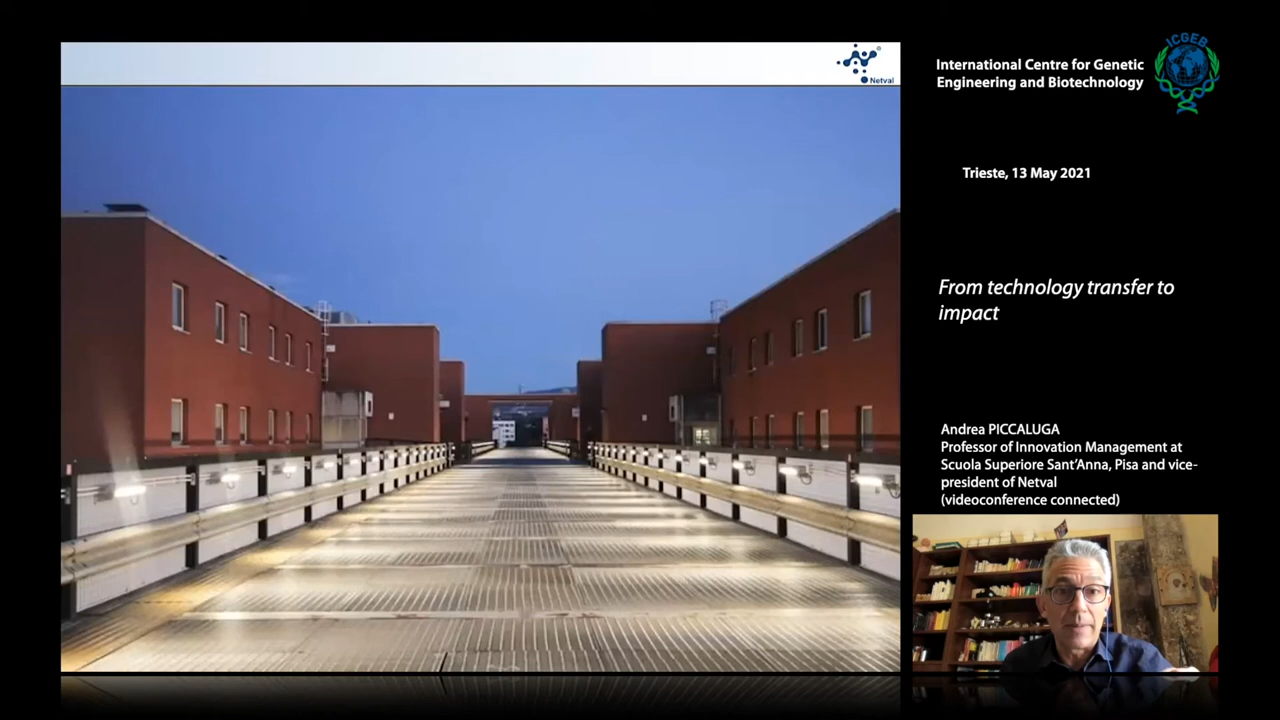 Netval
International Centre for Genetic
Engineering and Biotechnology
ICGEB
Trieste, 13 May 2021
From technology transfer to
impact
Andrea PICCALUGA
Professor of Innovation Management at
Scuola Superiore Sant’Anna, Pisa and vice-
president of Netval
(videoconference connected)